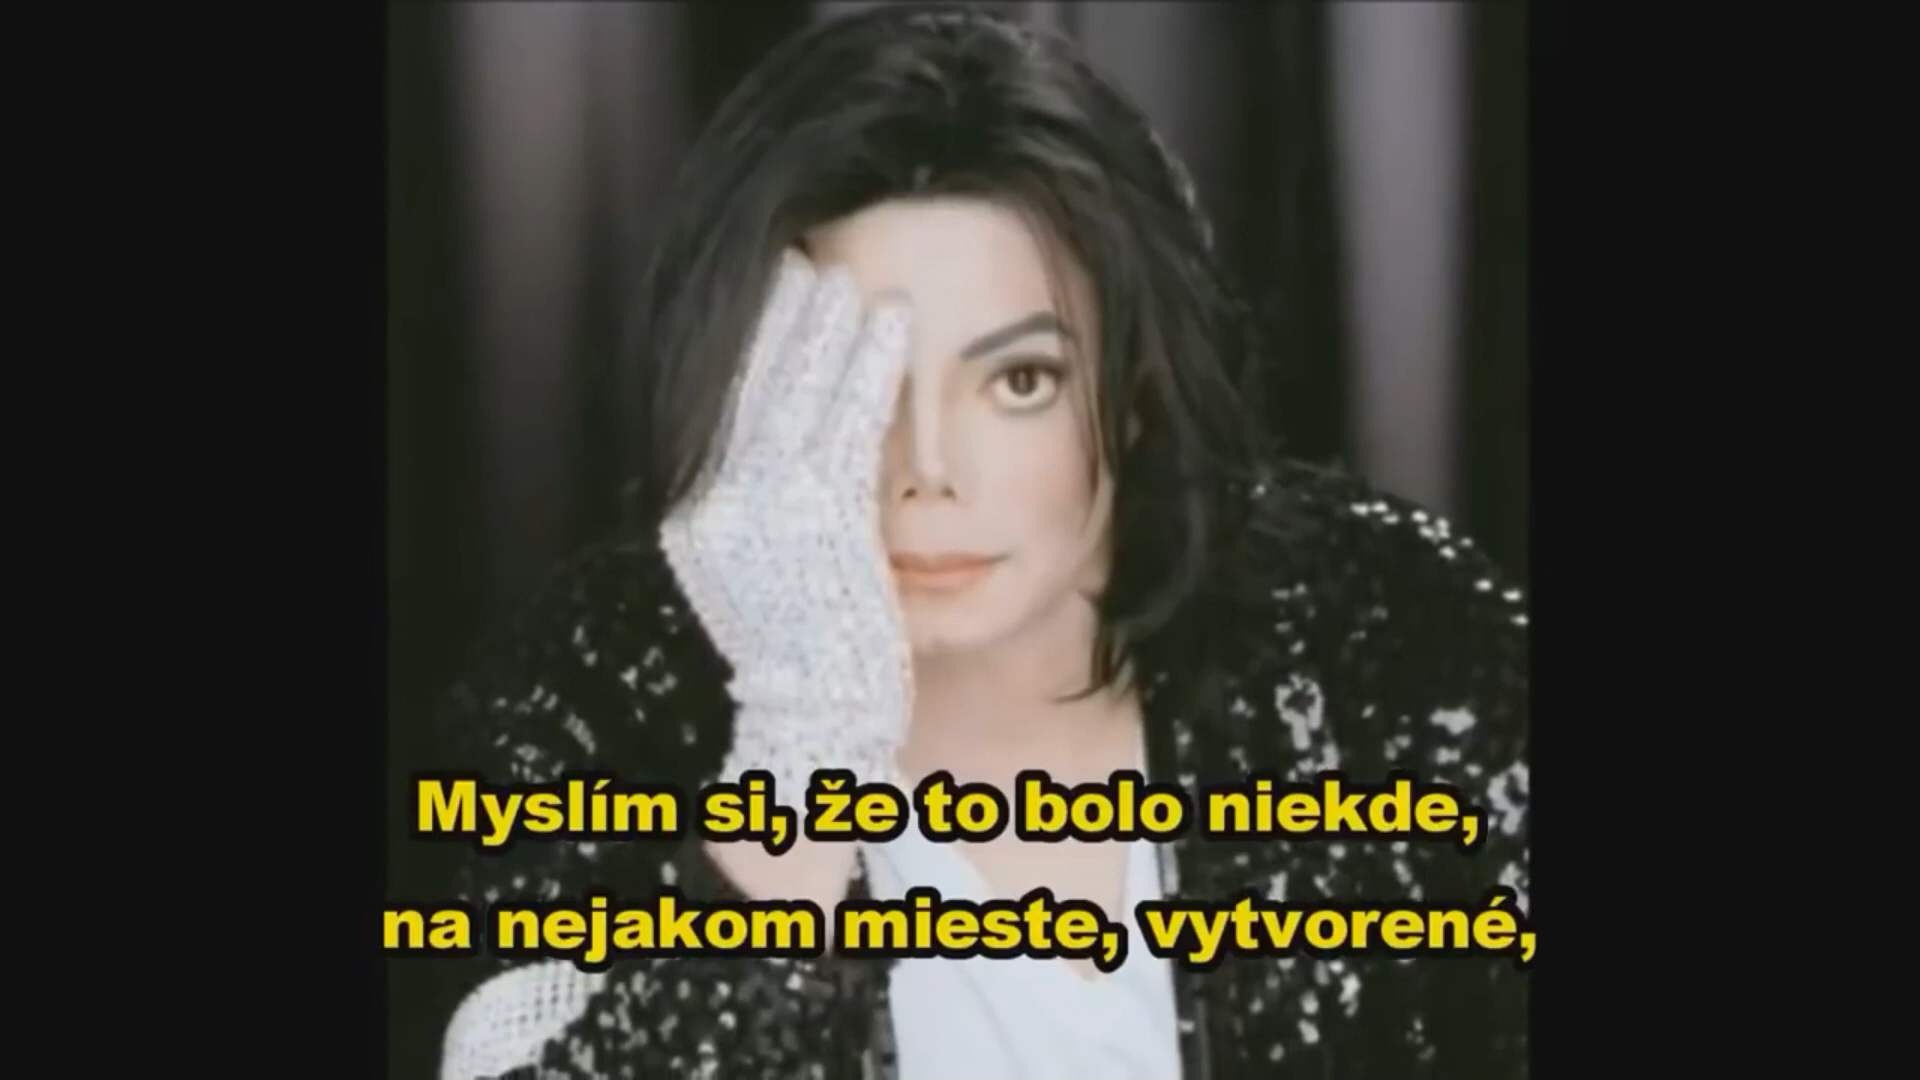 Myslím si, že to bolo niekde,
na nejakom mieste, vytvorené,